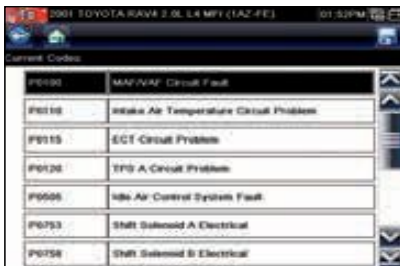 2001 TOYOTA RAV4 2.0L L4 MFI (1AZ-FE) 01:52PM
Current Codes:
P0100 MAF/VAF Circuit Fault
P0110 Intake Air Temperature Circuit Problem
P0115 ECT Circuit Problem
P0120 TPS A Circuit Problem
P0505 Idle Air Control System Fault
P0753 Shift Solenoid A Electrical
P0758 Shift Solenoid B Electrical